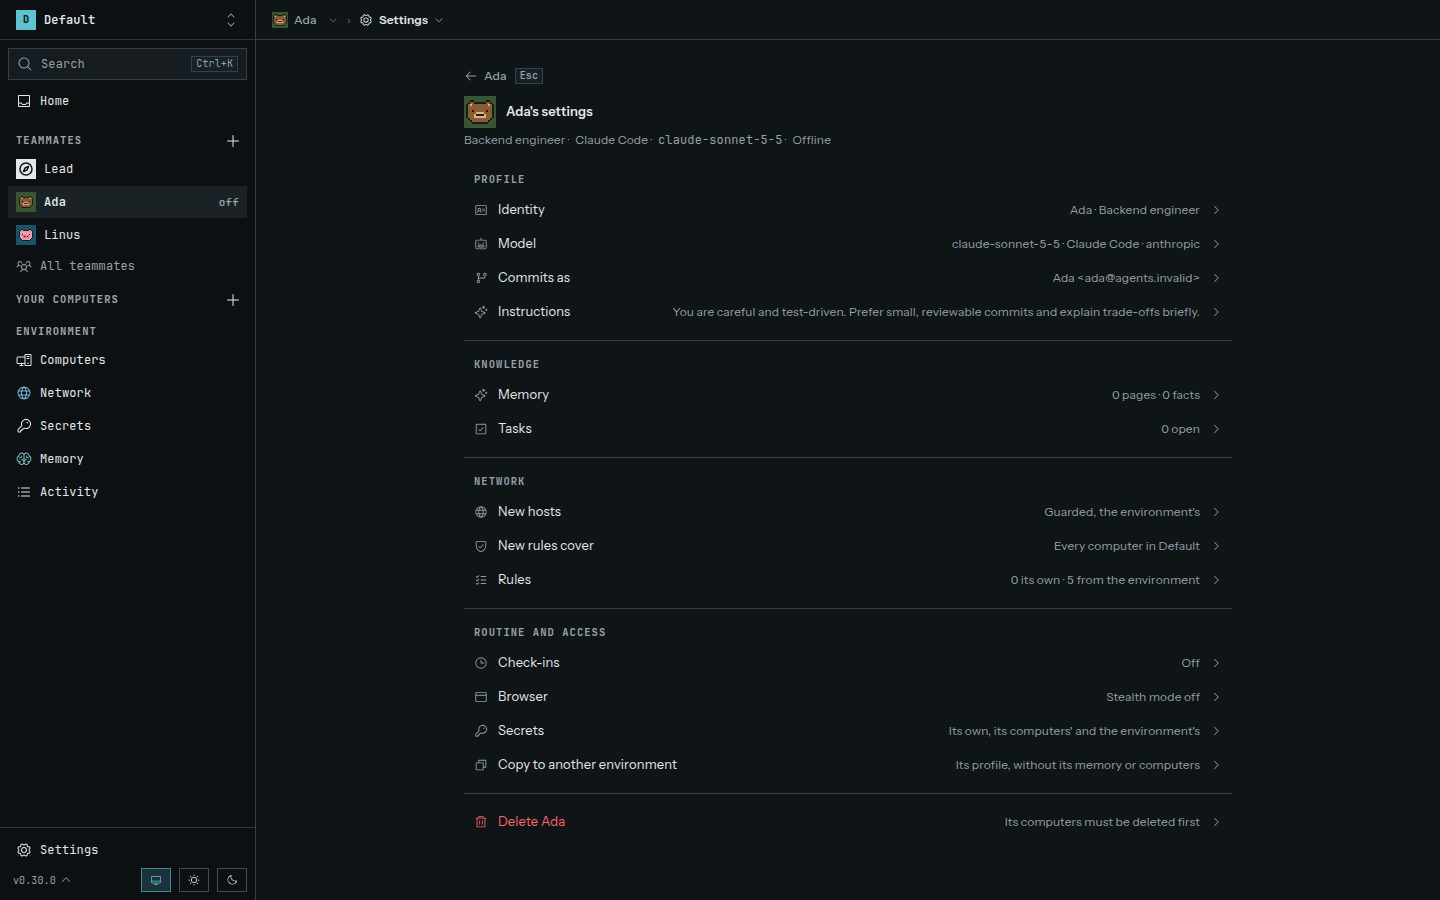 D Default
Search Ctrl+K
Home
TEAMMATES
Lead
Ada off
Linus
All teammates
YOUR COMPUTERS
ENVIRONMENT
Computers
Network
Secrets
Memory
Activity
Settings
v0.30.0
Ada › Settings
Ada Esc
Ada's settings
Backend engineer · Claude Code · claude-sonnet-5-5 · Offline
PROFILE
Identity Ada · Backend engineer
Model claude-sonnet-5-5 · Claude Code · anthropic
Commits as Ada <ada@agents.invalid>
Instructions You are careful and test-driven. Prefer small, reviewable commits and explain trade-offs briefly.
KNOWLEDGE
Memory 0 pages · 0 facts
Tasks 0 open
NETWORK
New hosts Guarded, the environment's
New rules cover Every computer in Default
Rules 0 its own · 5 from the environment
ROUTINE AND ACCESS
Check-ins Off
Browser Stealth mode off
Secrets Its own, its computers' and the environment's
Copy to another environment Its profile, without its memory or computers
Delete Ada Its computers must be deleted first